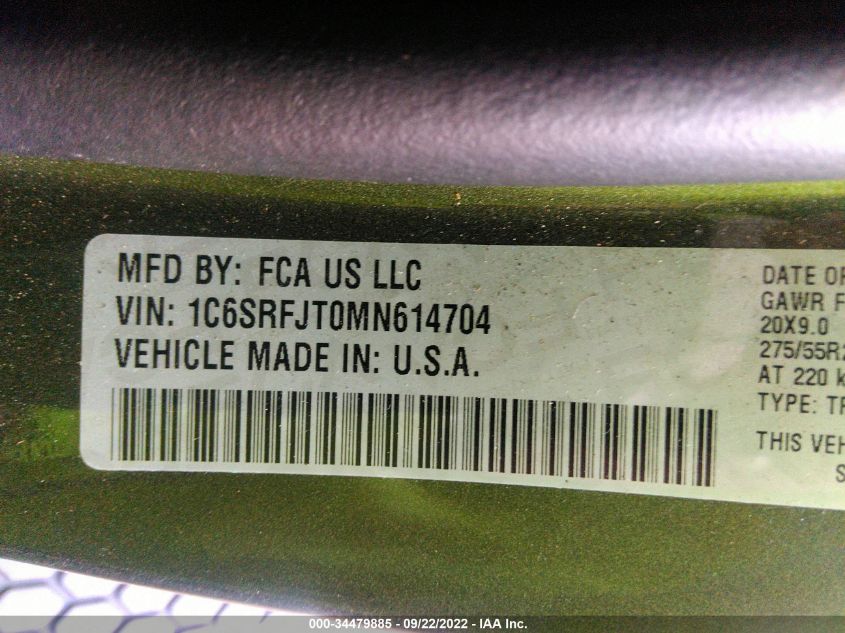 MFD BY: FCA US LLC
VIN: 1C6SRFJT0MN614704
VEHICLE MADE IN: U.S.A.
DATE OF
GAWR F
20X9.0
275/55R2
AT 220 k
TYPE: TR
THIS VEH
S
000-34479885 - 09/22/2022 - IAA Inc.